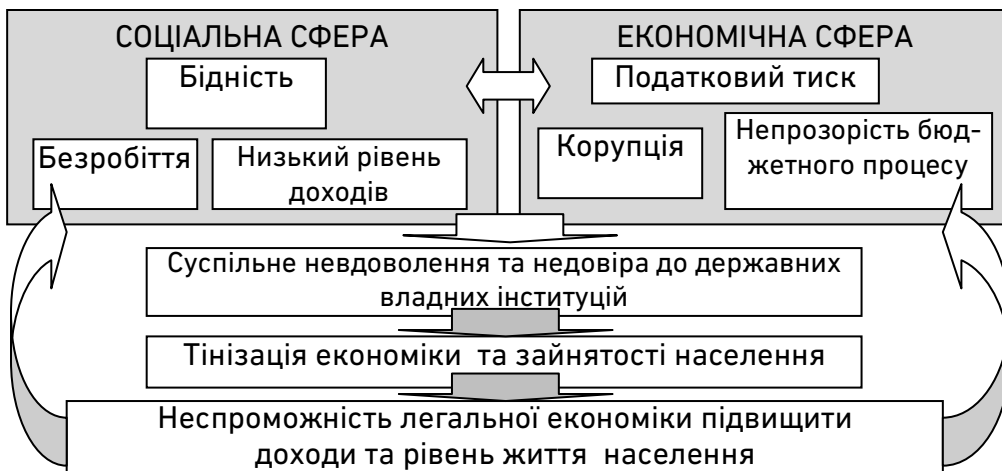 СОЦІАЛЬНА СФЕРА
Бідність
Безробіття
Низький рівень
доходів
ЕКОНОМІЧНА СФЕРА
Податковий тиск
Корупція
Непрозорість бюд-
жетного процесу
Суспільне невдоволення та недовіра до державних
владних інституцій
Тінізація економіки та зайнятості населення
Неспроможність легальної економіки підвищити
доходи та рівень життя населення